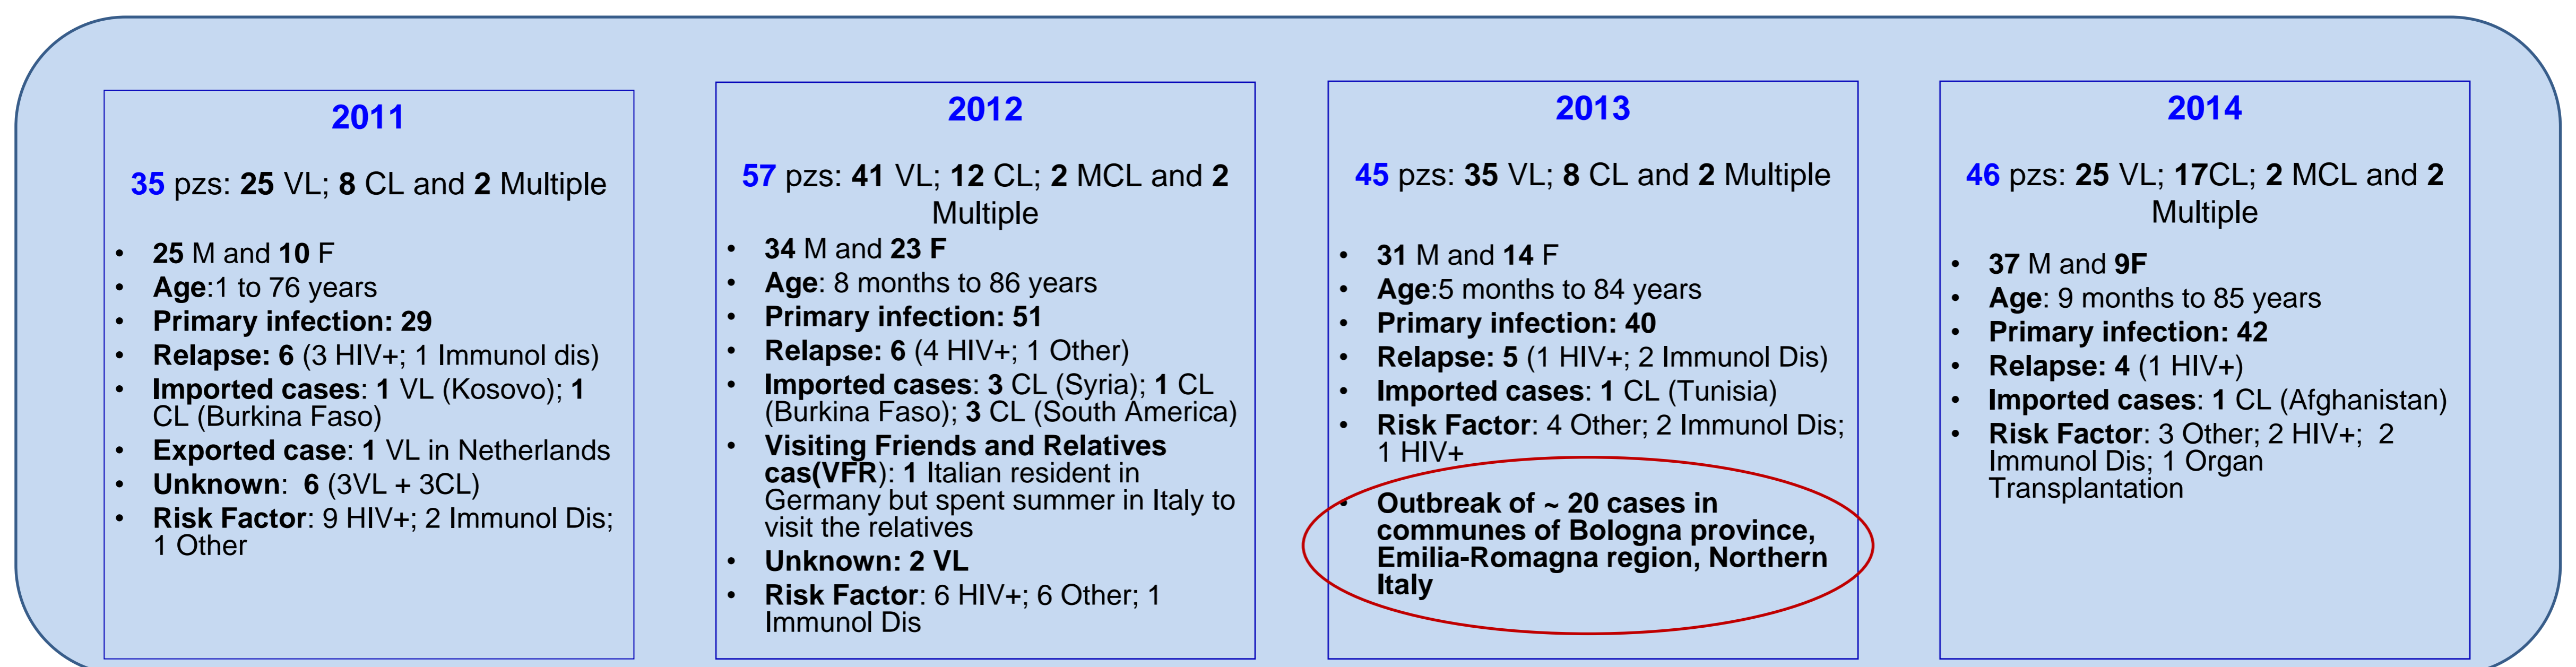 2011
35 pzs: 25 VL; 8 CL and 2 Multiple
• 25 M and 10 F
• Age:1 to 76 years
• Primary infection: 29
• Relapse: 6 (3 HIV+; 1 Immunol dis)
• Imported cases: 1 VL (Kosovo); 1
CL (Burkina Faso)
• Exported case: 1 VL in Netherlands
• Unknown: 6 (3VL + 3CL)
• Risk Factor: 9 HIV+; 2 Immunol Dis;
1 Other
2012
57 pzs: 41 VL; 12 CL; 2 MCL and 2
Multiple
• 34 M and 23 F
• Age: 8 months to 86 years
• Primary infection: 51
• Relapse: 6 (4 HIV+; 1 Other)
• Imported cases: 3 CL (Syria); 1 CL
(Burkina Faso); 3 CL (South America)
• Visiting Friends and Relatives
cas(VFR): 1 Italian resident in
Germany but spent summer in Italy to
visit the relatives
• Unknown: 2 VL
• Risk Factor: 6 HIV+; 6 Other; 1
Immunol Dis
2013
45 pzs: 35 VL; 8 CL and 2 Multiple
• 31 M and 14 F
• Age:5 months to 84 years
• Primary infection: 40
• Relapse: 5 (1 HIV+; 2 Immunol Dis)
• Imported cases: 1 CL (Tunisia)
• Risk Factor: 4 Other; 2 Immunol Dis;
1 HIV+
• Outbreak of ~ 20 cases in
communes of Bologna province,
Emilia-Romagna region, Northern
Italy
2014
46 pzs: 25 VL; 17CL; 2 MCL and 2
Multiple
• 37 M and 9F
• Age: 9 months to 85 years
• Primary infection: 42
• Relapse: 4 (1 HIV+)
• Imported cases: 1 CL (Afghanistan)
• Risk Factor: 3 Other; 2 HIV+; 2
Immunol Dis; 1 Organ
Transplantation